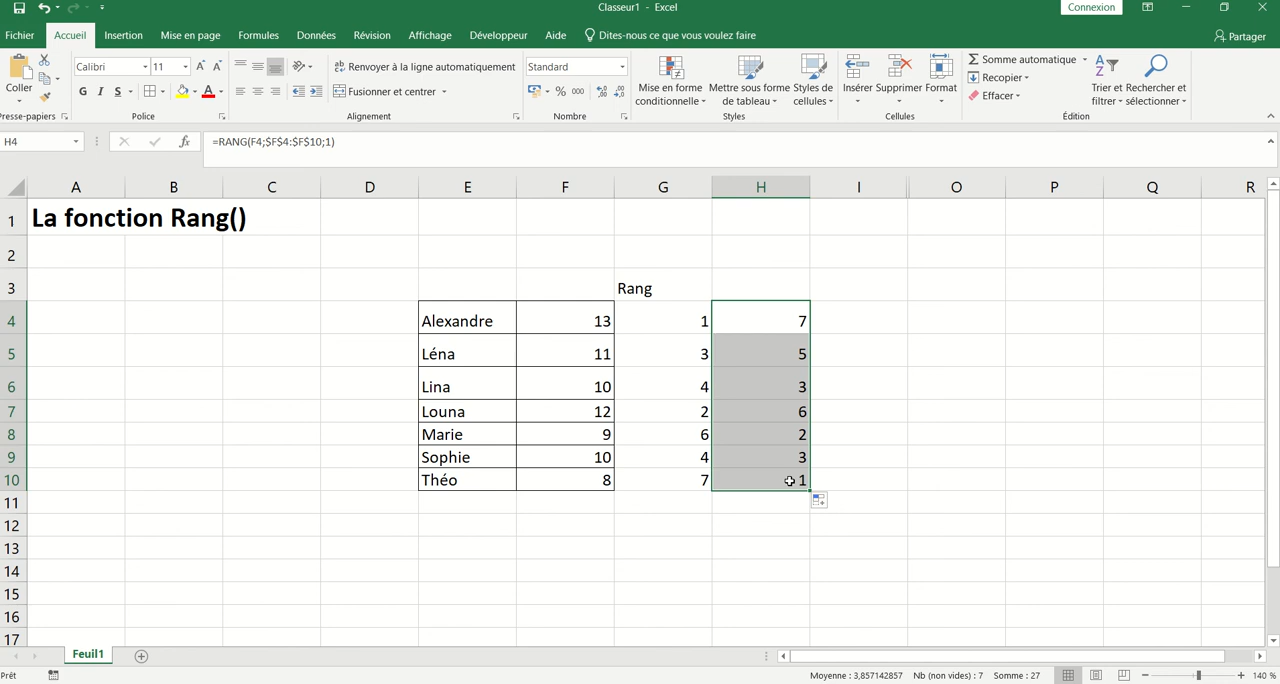 Classeur1 - Excel
Connexion
Fichier Accueil Insertion Mise en page Formules Données Révision Affichage Développeur Aide Dites-nous ce que vous voulez faire Partager
Coller
Calibri 11
G I S
Renvoyer à la ligne automatiquement
Fusionner et centrer
Standard
% 000
Mise en forme conditionnelle
Mettre sous forme de tableau
Styles de cellules
Insérer Supprimer Format
Somme automatique
Recopier
Effacer
Trier et filtrer
Rechercher et sélectionner
Presse-papiers Police Alignement Nombre Styles Cellules Édition
H4 fx =RANG(F4;$F$4:$F$10;1)
A B C D E F G H I O P Q R
1 La fonction Rang()
2
3 Rang
4 Alexandre 13 1 7
5 Léna 11 3 5
6 Lina 10 4 3
7 Louna 12 2 6
8 Marie 9 6 2
9 Sophie 10 4 3
10 Théo 8 7 1
11
12
13
14
15
16
17
Feuil1
Prêt Moyenne : 3,857142857 Nb (non vides) : 7 Somme : 27 140 %